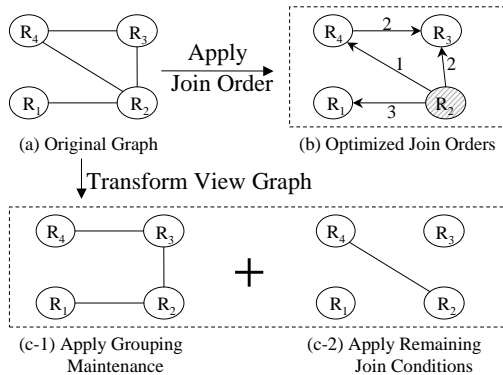 R4 R3
R1 R2
(a) Original Graph
Apply
Join Order
R4 2 R3
1 2
R1 3 R2
(b) Optimized Join Orders
Transform View Graph
R4 R3
R1 R2
(c-1) Apply Grouping
Maintenance
+
R4 R3
R1 R2
(c-2) Apply Remaining
Join Conditions